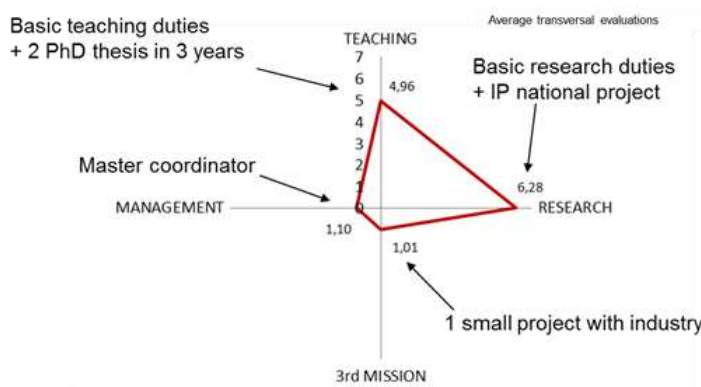 Basic teaching duties
+ 2 PhD thesis in 3 years
Average transversal evaluations
TEACHING
7
6
5
4
3
2
1
0
4,96
Basic research duties
+ IP national project
Master coordinator
6,28
MANAGEMENT
RESEARCH
1,10
1,01
1 small project with industry
3rd MISSION